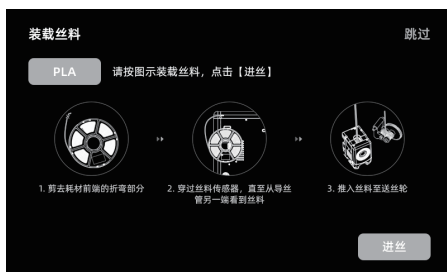 装载丝料
跳过
PLA
请按图示装载丝料，点击【进丝】
1. 剪去耗材前端的折弯部分
2. 穿过丝料传感器，直至从导丝
管另一端看到丝料
3. 推入丝料至送丝轮
进丝